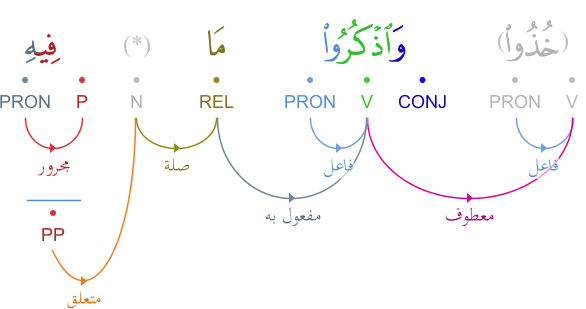 (خُذُوا۟) وَٱذْكُرُوا۟ مَا (*) فِيهِ
V PRON CONJ V PRON REL N P PRON
فاعل فاعل صلة مجرور
معطوف مفعول به
PP
متعلق